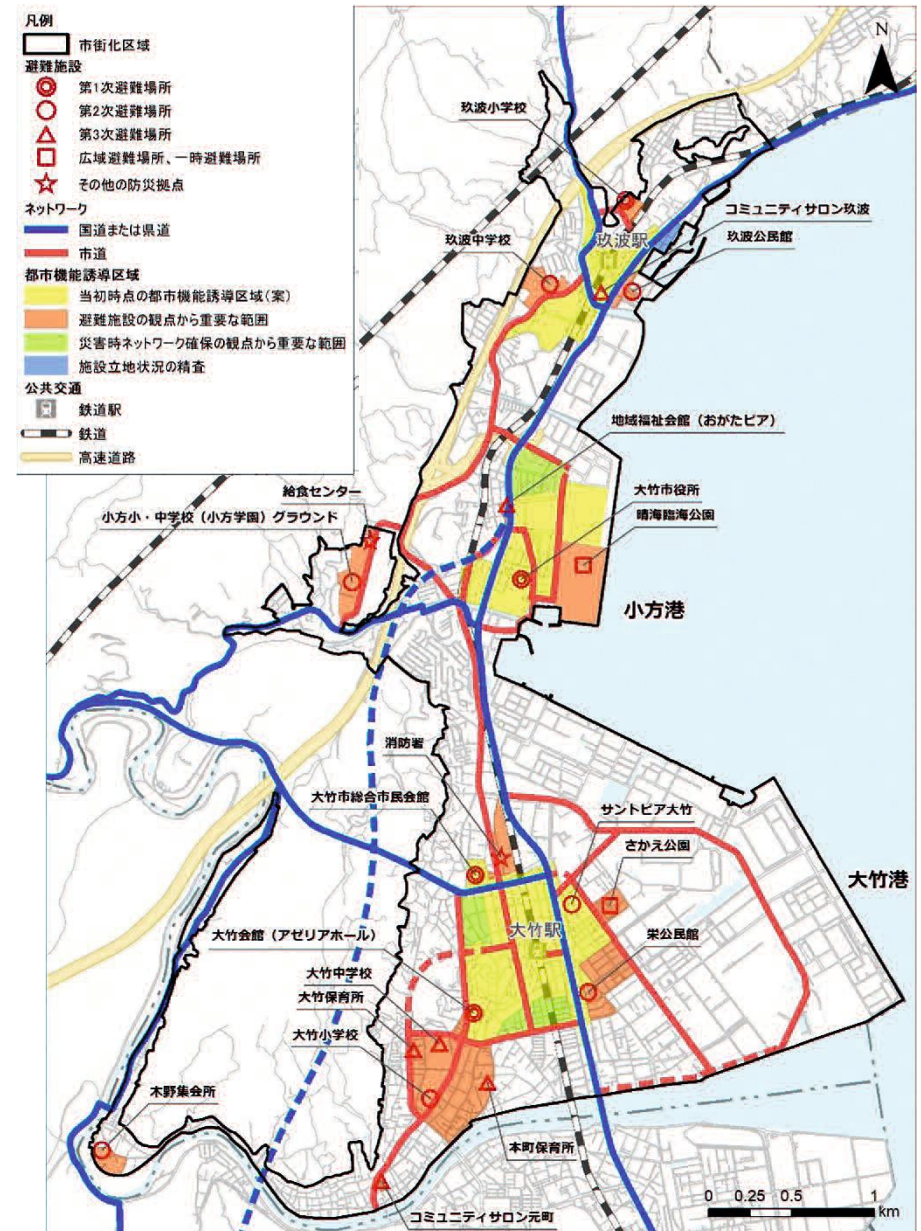 凡例
市街化区域
避難施設
第1次避難場所
第2次避難場所
第3次避難場所
広域避難場所、一時避難場所
その他の防災拠点
ネットワーク
国道または県道
市道
都市機能誘導区域
当初時点の都市機能誘導区域(案)
避難施設の観点から重要な範囲
災害時ネットワーク確保の観点から重要な範囲
施設立地状況の精査
公共交通
鉄道駅
鉄道
高速道路
N
玖波小学校
コミュニティサロン玖波
玖波公民館
玖波中学校
玖波駅
地域福祉会館（おがたピア）
給食センター
大竹市役所
小方小・中学校（小方学園）グラウンド
晴海臨海公園
小方港
消防署
大竹市総合市民会館
サントピア大竹
さかえ公園
大竹港
大竹会館（アゼリアホール）
大竹駅
栄公民館
大竹中学校
大竹保育所
大竹小学校
木野集会所
本町保育所
コミュニティサロン元町
0 0.25 0.5 1
km